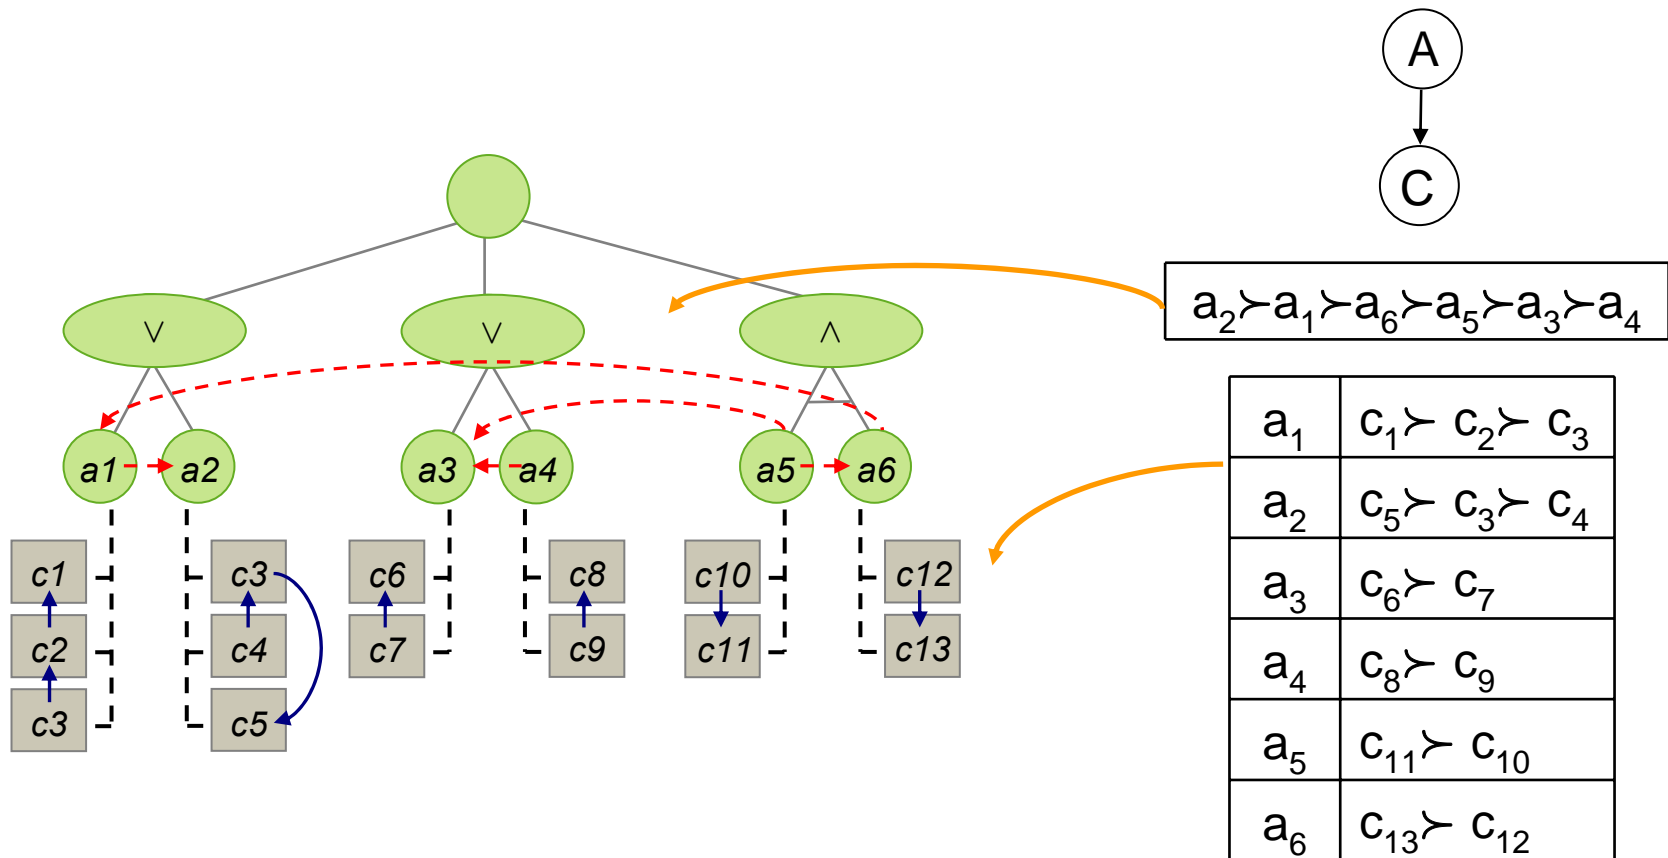 A
C
a₂≻a₁≻a₆≻a₅≻a₃≻a₄
∨ ∨ ∧
a1 a2 a3 a4 a5 a6
c1 c3 c6 c8 c10 c12
c2 c4 c7 c9 c11 c13
c3 c5
a₁ c₁≻ c₂≻ c₃
a₂ c₅≻ c₃≻ c₄
a₃ c₆≻ c₇
a₄ c₈≻ c₉
a₅ c₁₁≻ c₁₀
a₆ c₁₃≻ c₁₂